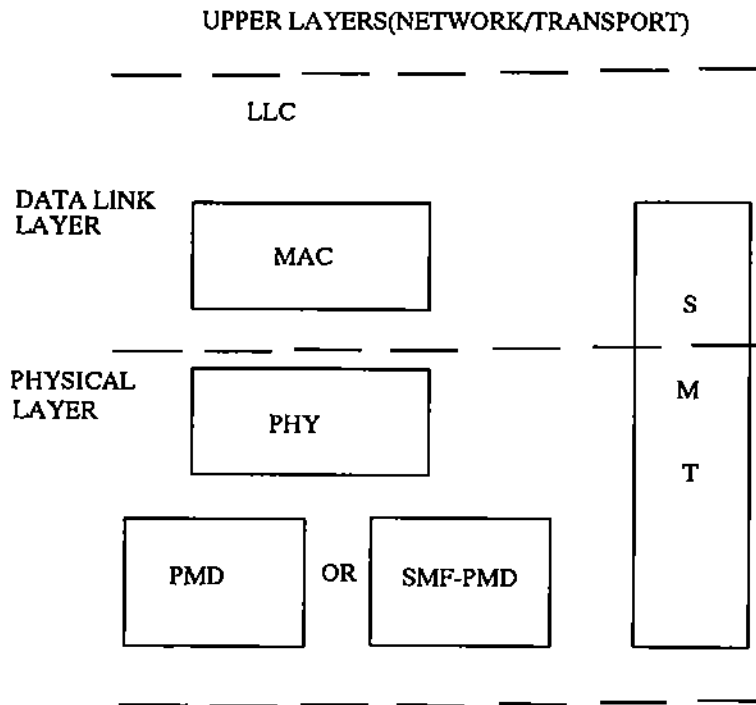 UPPER LAYERS(NETWORK/TRANSPORT)
LLC
DATA LINK
LAYER
MAC
S
M
T
PHYSICAL
LAYER
PHY
PMD
OR
SMF-PMD